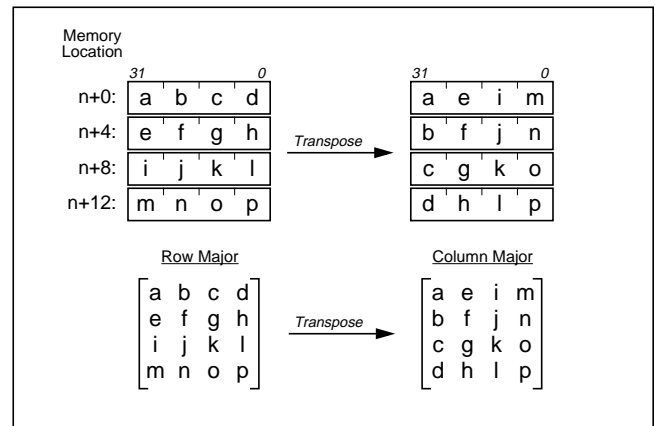 Memory
Location
31 0 31 0
n+0: a b c d a e i m
n+4: e f g h Transpose b f j n
n+8: i j k l c g k o
n+12: m n o p d h l p
Row Major Column Major
a b c d a e i m
e f g h Transpose b f j n
i j k l c g k o
m n o p d h l p